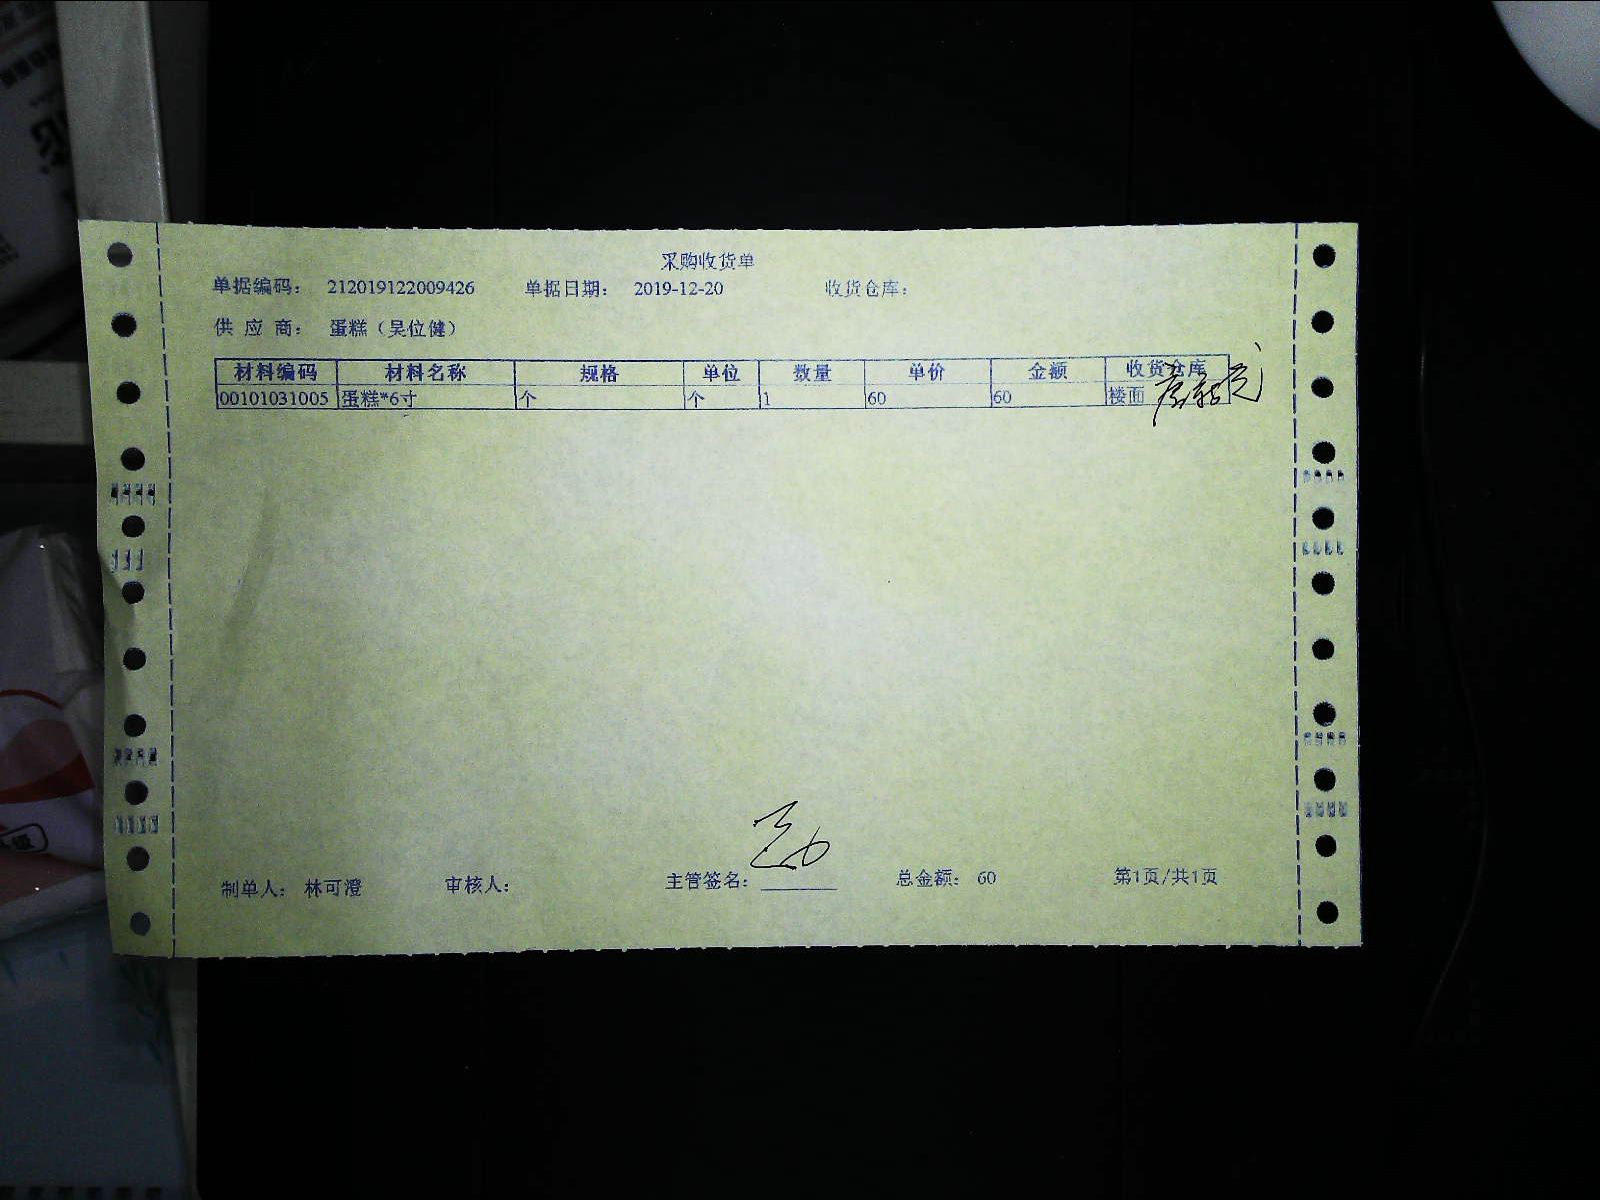 采购收货单
单据编码： 212019122009426 单据日期： 2019-12-20 收货仓库：
供 应 商： 蛋糕（吴位健）
材料编码 材料名称 规格 单位 数量 单价 金额 收货仓库
00101031005 蛋糕*6寸 个 个 1 60 60 楼面
制单人： 林可澄 审核人： 主管签名： 总金额： 60 第1页/共1页